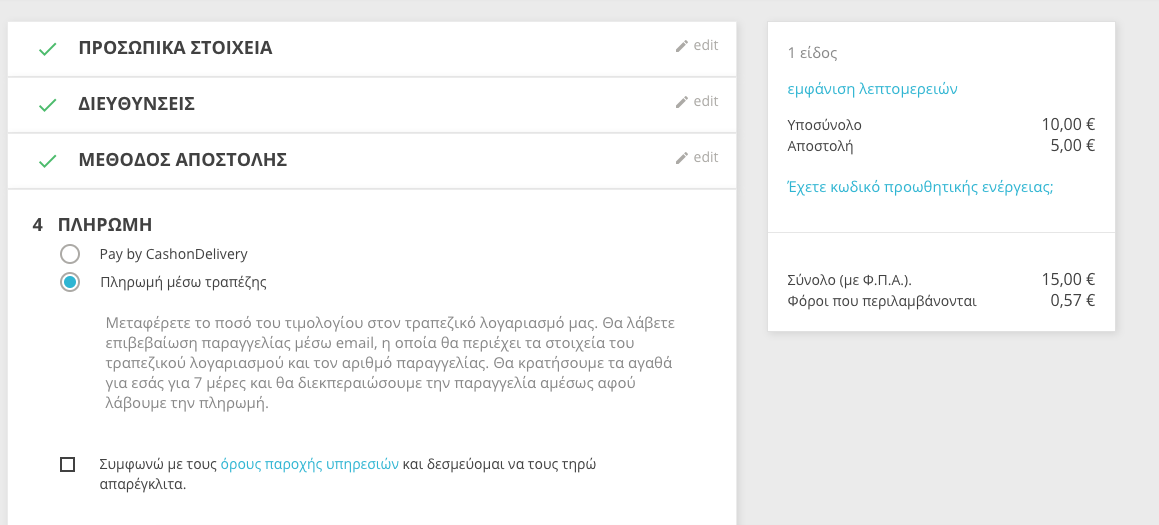 ΠΡΟΣΩΠΙΚΑ ΣΤΟΙΧΕΙΑ
edit
ΔΙΕΥΘΥΝΣΕΙΣ
edit
ΜΕΘΟΔΟΣ ΑΠΟΣΤΟΛΗΣ
edit
4 ΠΛΗΡΩΜΗ
Pay by CashonDelivery
Πληρωμή μέσω τραπέζης
Μεταφέρετε το ποσό του τιμολογίου στον τραπεζικό λογαριασμό μας. Θα λάβετε
επιβεβαίωση παραγγελίας μέσω email, η οποία θα περιέχει τα στοιχεία του
τραπεζικού λογαριασμού και τον αριθμό παραγγελίας. Θα κρατήσουμε τα αγαθά
για εσάς για 7 μέρες και θα διεκπεραιώσουμε την παραγγελία αμέσως αφού
λάβουμε την πληρωμή.
Συμφωνώ με τους όρους παροχής υπηρεσιών και δεσμεύομαι να τους τηρώ
απαρέγκλιτα.
1 είδος
εμφάνιση λεπτομερειών
Υποσύνολο 10,00 €
Αποστολή 5,00 €
Έχετε κωδικό προωθητικής ενέργειας;
Σύνολο (με Φ.Π.Α.). 15,00 €
Φόροι που περιλαμβάνονται 0,57 €